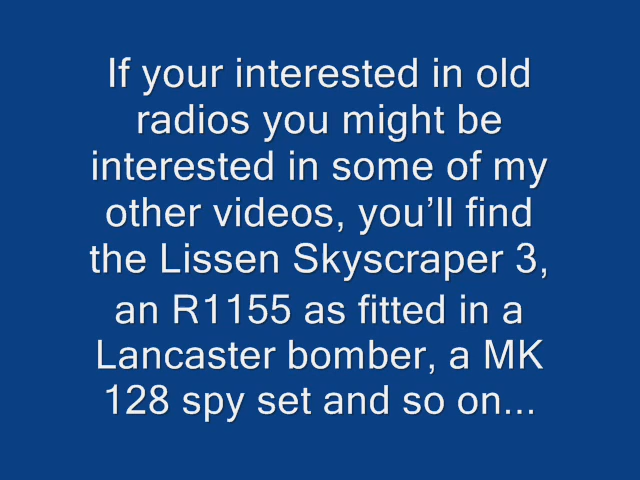 If your interested in old
radios you might be
interested in some of my
other videos, you’ll find
the Lissen Skyscraper 3,
an R1155 as fitted in a
Lancaster bomber, a MK
128 spy set and so on...